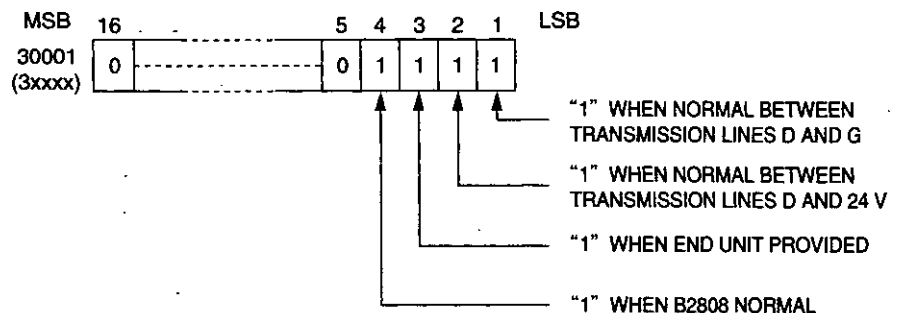 MSB 16 5 4 3 2 1 LSB
30001
(3xxxx)
0 0 1 1 1 1
"1" WHEN NORMAL BETWEEN
TRANSMISSION LINES D AND G
"1" WHEN NORMAL BETWEEN
TRANSMISSION LINES D AND 24 V
"1" WHEN END UNIT PROVIDED
"1" WHEN B2808 NORMAL